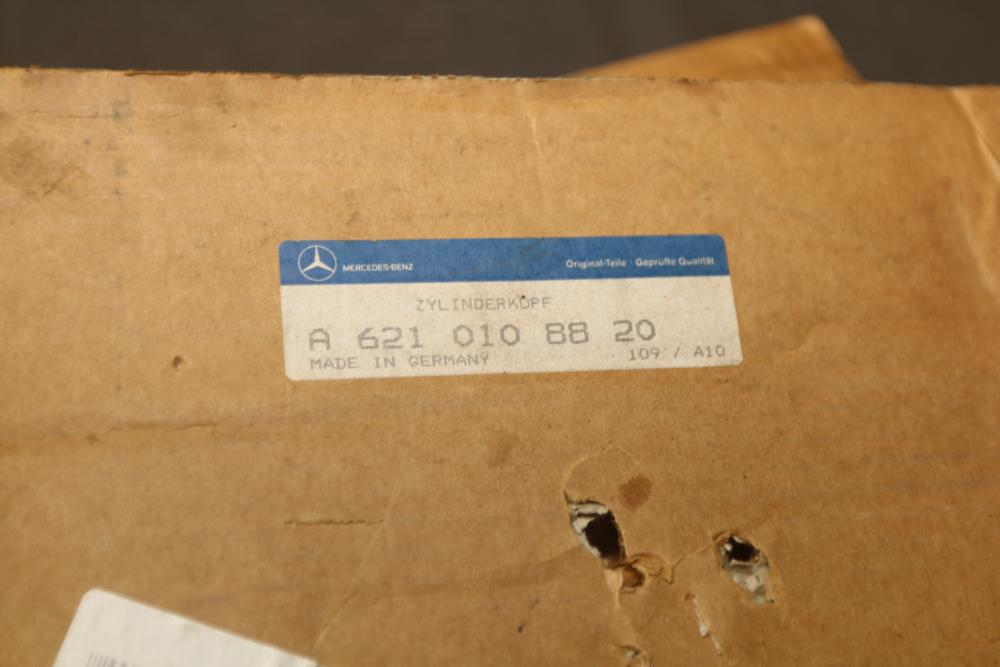 MERCEDES-BENZ
Original-Teile · Geprüfte Qualität
ZYLINDERKOPF
A 621 010 88 20
MADE IN GERMANY
109 / A10